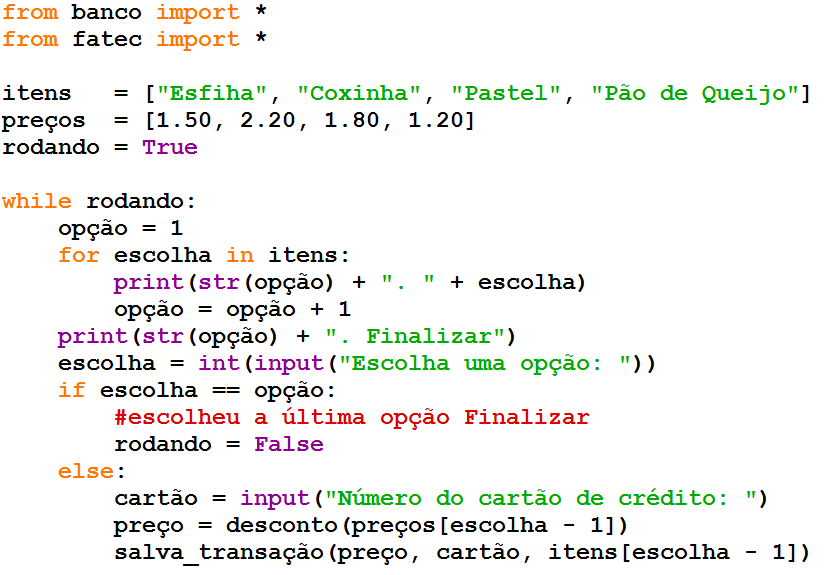 from banco import *
from fatec import *

itens   = ["Esfiha", "Coxinha", "Pastel", "Pão de Queijo"]
preços  = [1.50, 2.20, 1.80, 1.20]
rodando = True

while rodando:
    opção = 1
    for escolha in itens:
        print(str(opção) + ". " + escolha)
        opção = opção + 1
    print(str(opção) + ". Finalizar")
    escolha = int(input("Escolha uma opção: "))
    if escolha == opção:
        #escolheu a última opção Finalizar
        rodando = False
    else:
        cartão = input("Número do cartão de crédito: ")
        preço = desconto(preços[escolha - 1])
        salva_transação(preço, cartão, itens[escolha - 1])